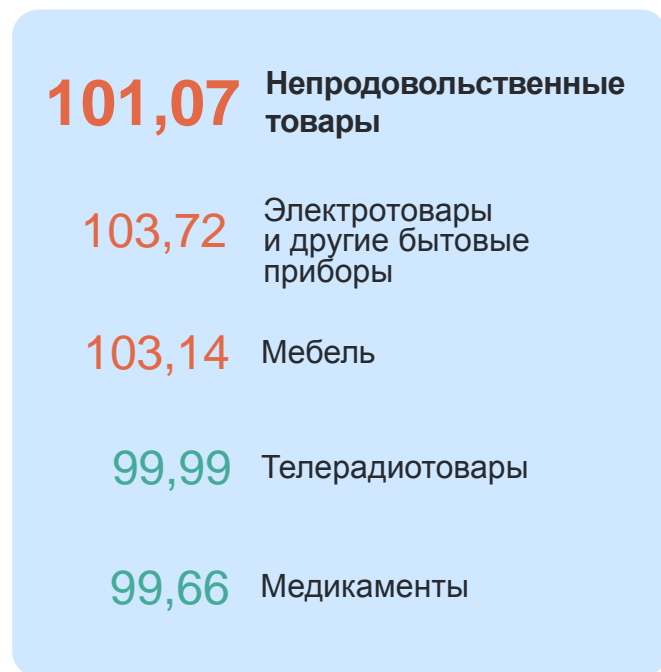 101,07 Непродовольственные
товары
103,72 Электротовары
и другие бытовые
приборы
103,14 Мебель
99,99 Телерадиотовары
99,66 Медикаменты